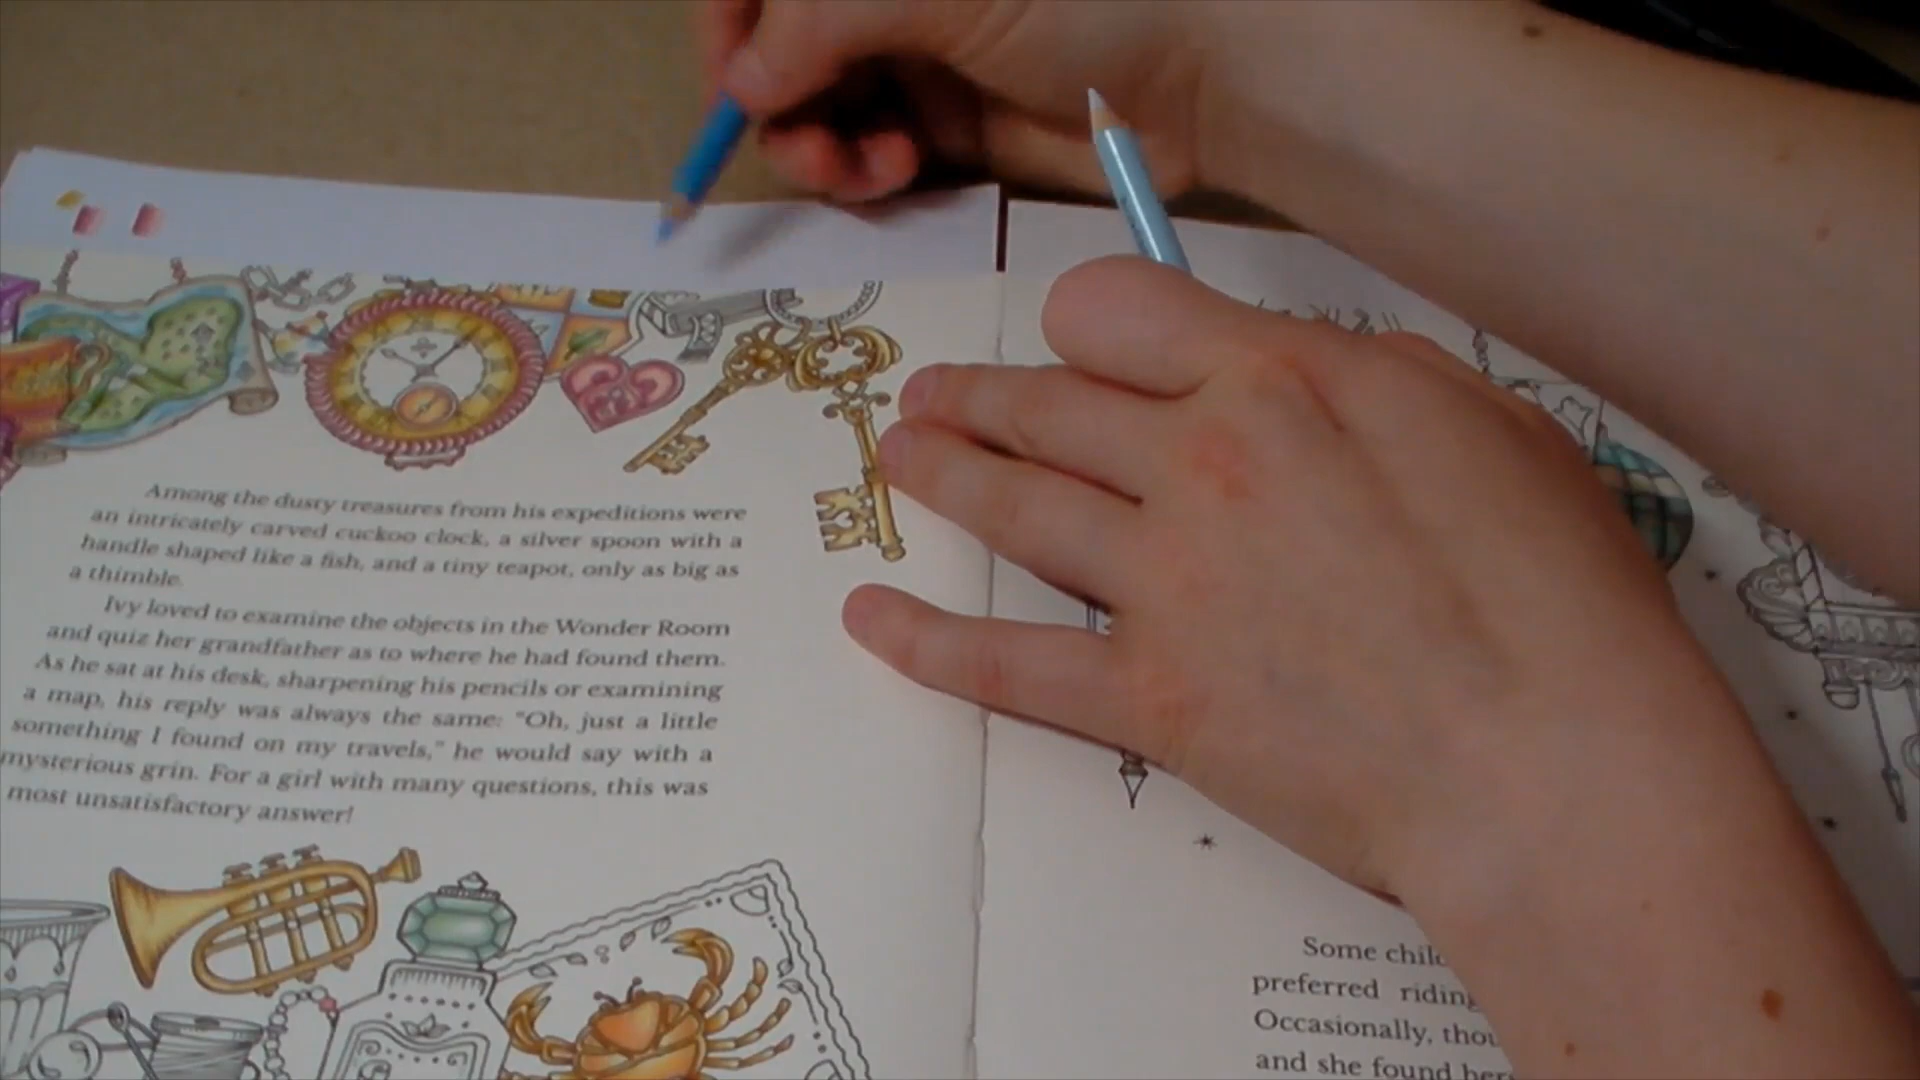 Among the dusty treasures from his expeditions were
an intricately carved cuckoo clock, a silver spoon with a
handle shaped like a fish, and a tiny teapot, only as big as
a thimble.
Ivy loved to examine the objects in the Wonder Room
and quiz her grandfather as to where he had found them.
As he sat at his desk, sharpening his pencils or examining
a map, his reply was always the same: "Oh, just a little
something I found on my travels," he would say with a
mysterious grin. For a girl with many questions, this was
most unsatisfactory answer!
Some chil
preferred riding
Occasionally, thou
and she found her